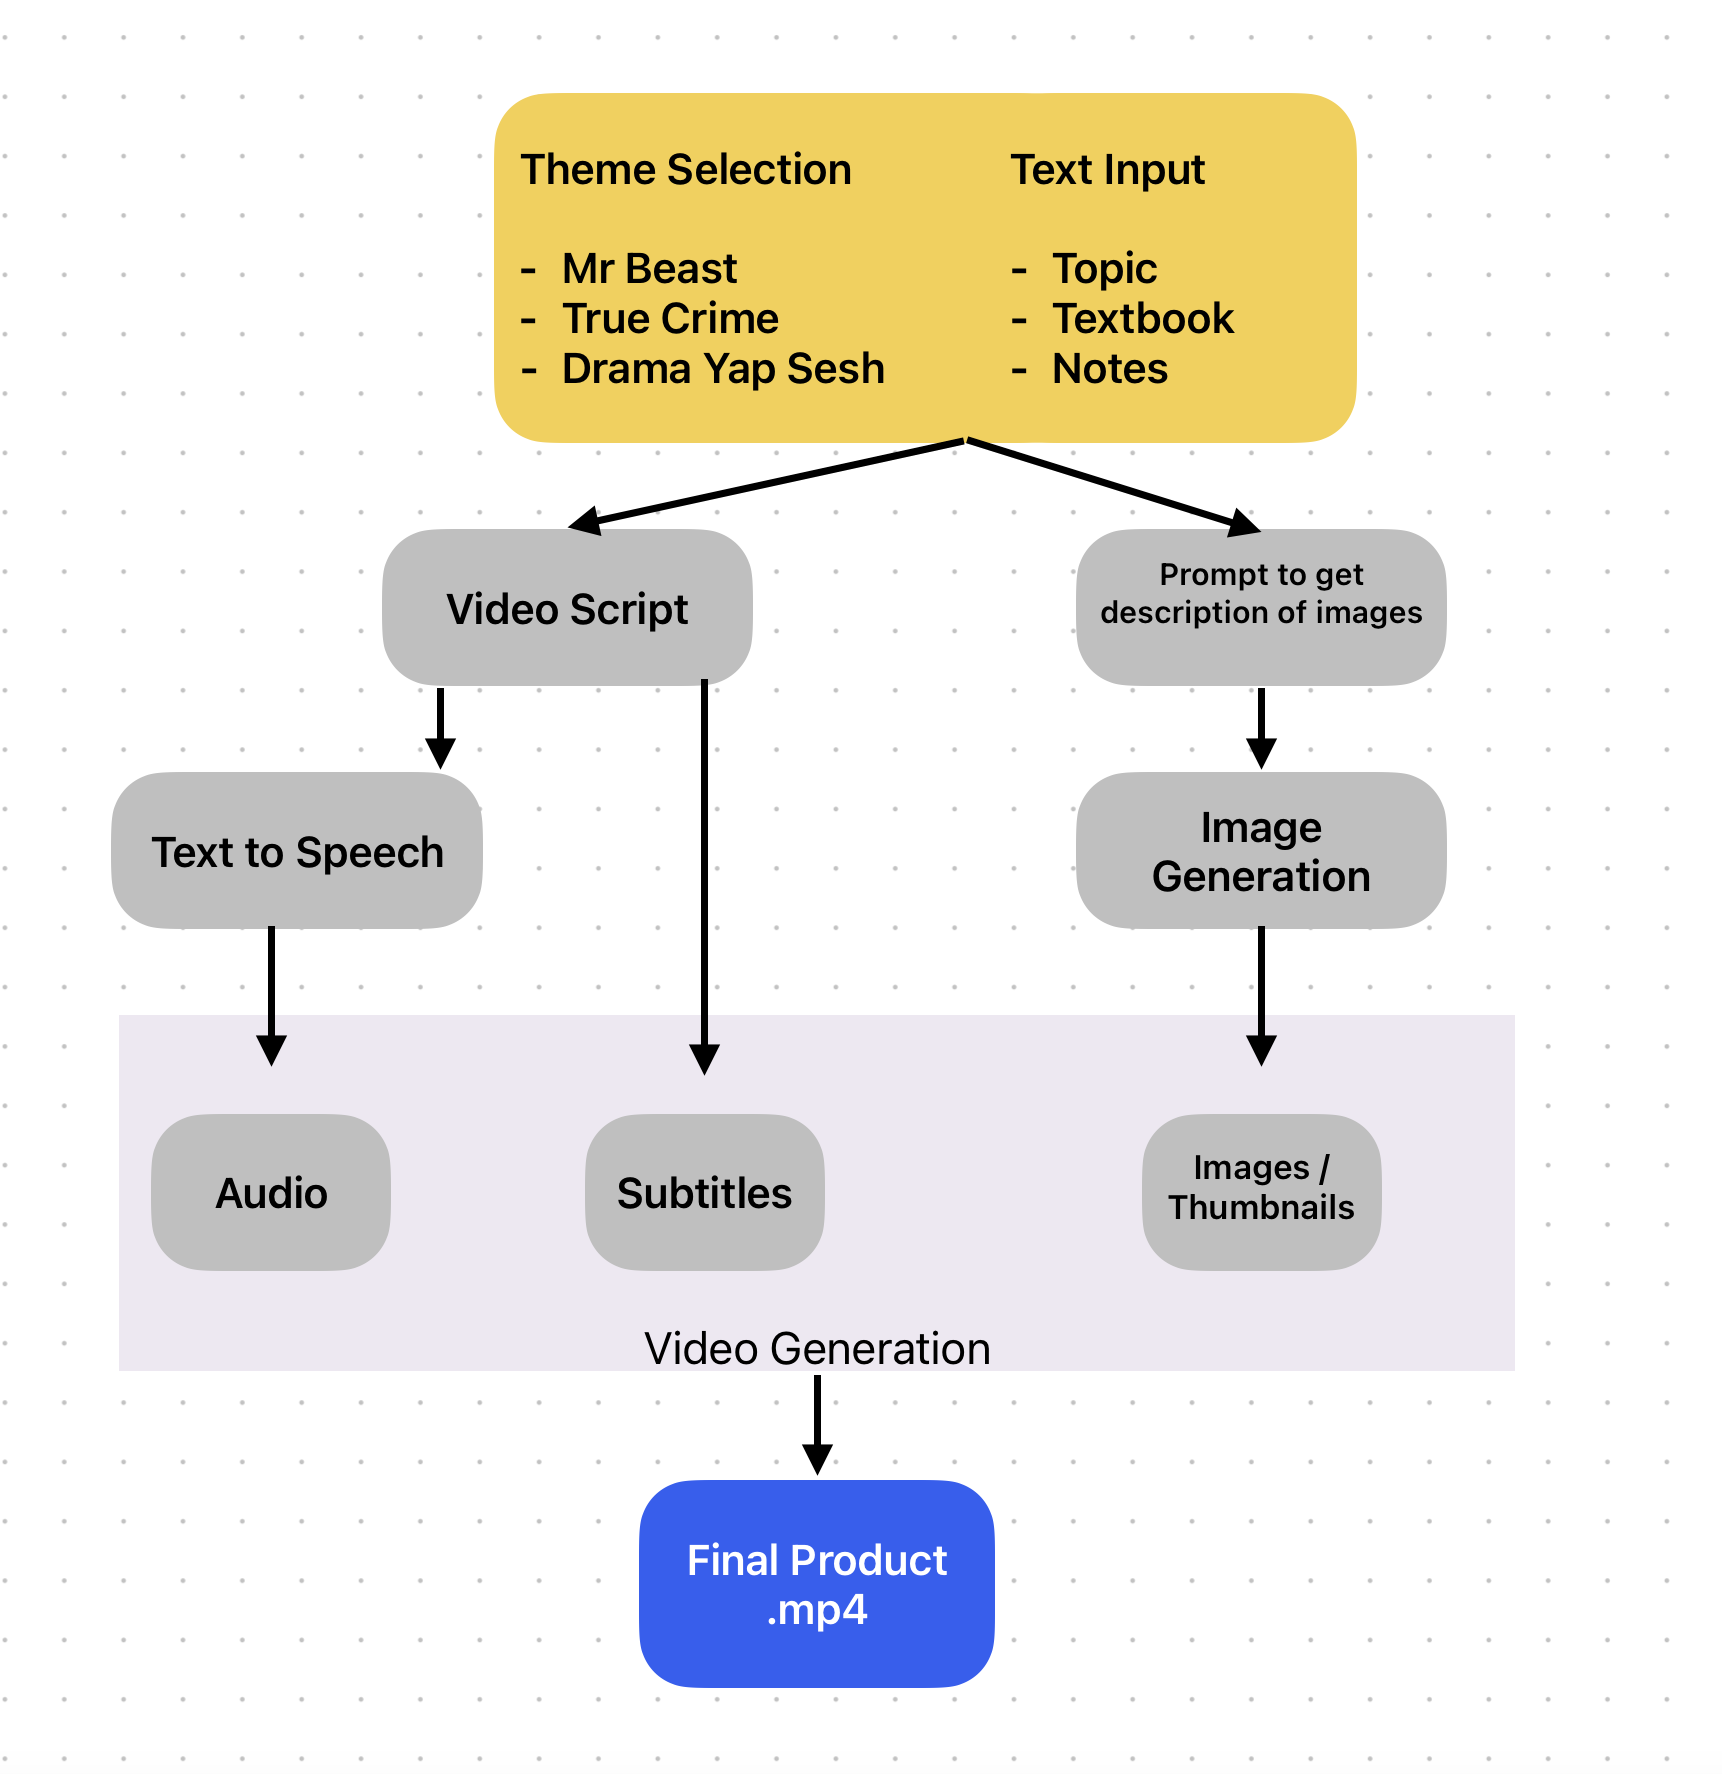 Theme Selection
- Mr Beast
- True Crime
- Drama Yap Sesh
Text Input
- Topic
- Textbook
- Notes
Video Script
Prompt to get
description of images
Text to Speech
Image
Generation
Audio
Subtitles
Images /
Thumbnails
Video Generation
Final Product
.mp4